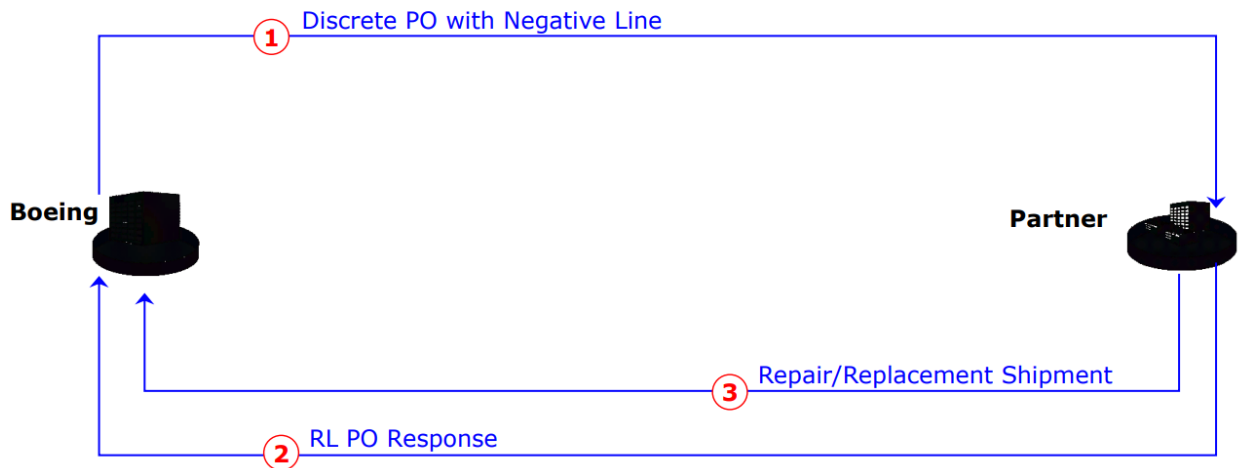 Discrete PO with Negative Line
1
Boeing
Partner
Repair/Replacement Shipment
3
RL PO Response
2